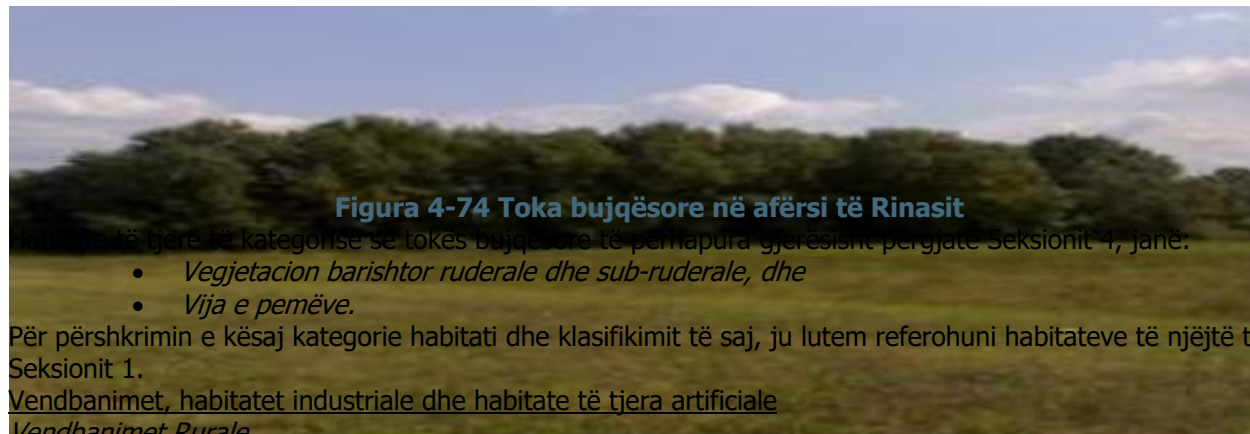 Figura 4-74 Toka bujqësore në afërsi të Rinasit
Habitate të tjerë të kategorisë së tokës bujqësore të përhapura gjerësisht përgjatë Seksionit 4, janë:
• Vegjetacion barishtor ruderale dhe sub-ruderale, dhe
• Vija e pemëve.
Për përshkrimin e kësaj kategorie habitati dhe klasifikimit të saj, ju lutem referohuni habitateve të njëjtë t
Seksionit 1.
Vendbanimet, habitatet industriale dhe habitate të tjera artificiale
Vendbanimet Rurale